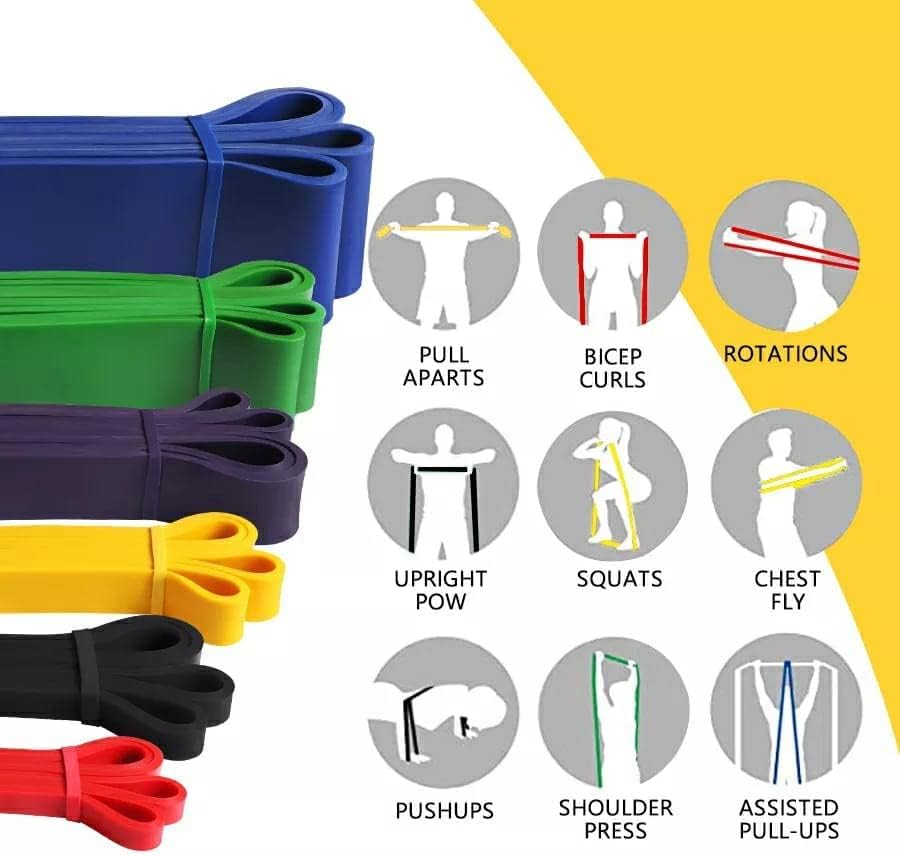 PULL
APARTS
BICEP
CURLS
ROTATIONS
UPRIGHT
POW
SQUATS
CHEST
FLY
PUSHUPS
SHOULDER
PRESS
ASSISTED
PULL-UPS